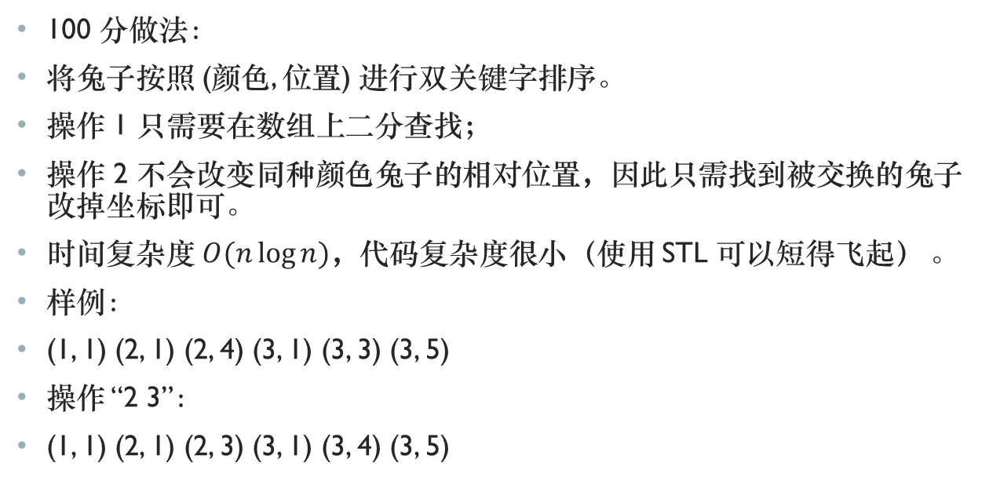 • 100 分做法：
• 将兔子按照 (颜色, 位置) 进行双关键字排序。
• 操作 1 只需要在数组上二分查找；
• 操作 2 不会改变同种颜色兔子的相对位置，因此只需找到被交换的兔子
改掉坐标即可。
• 时间复杂度 O(n log n)，代码复杂度很小（使用 STL 可以短得飞起） 。
• 样例：
• (1, 1) (2, 1) (2, 4) (3, 1) (3, 3) (3, 5)
• 操作 “2 3”：
• (1, 1) (2, 1) (2, 3) (3, 1) (3, 4) (3, 5)